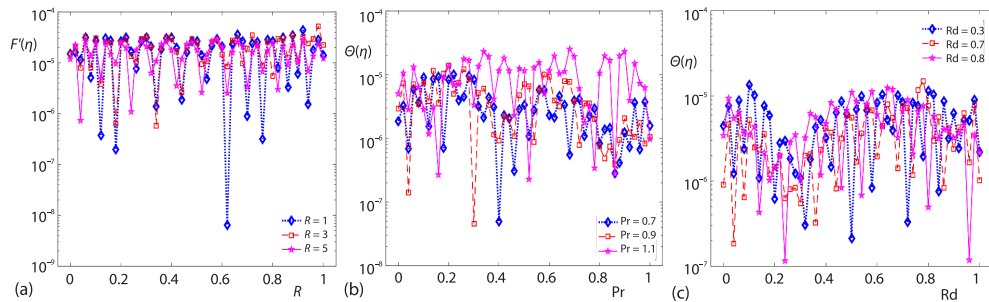 10⁻⁴
F′(η)
10⁻⁵
10⁻⁶
10⁻⁷
10⁻⁸
10⁻⁹
R = 1
R = 3
R = 5
0 0.2 0.4 0.6 0.8 1
(a) R
10⁻⁴
Θ(η)
10⁻⁵
10⁻⁶
10⁻⁷
10⁻⁸
Pr = 0.7
Pr = 0.9
Pr = 1.1
0 0.2 0.4 0.6 0.8 1
(b) Pr
10⁻⁴
Θ(η)
10⁻⁵
10⁻⁶
10⁻⁷
Rd = 0.3
Rd = 0.7
Rd = 0.8
0 0.2 0.4 0.6 0.8 1
(c) Rd